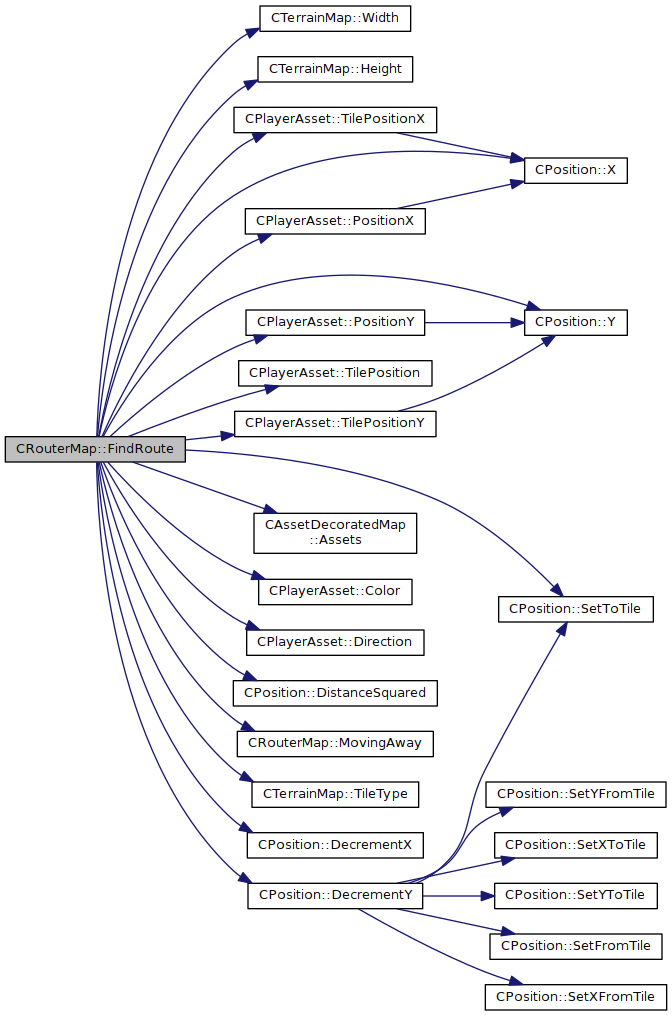 CTerrainMap::Width
CTerrainMap::Height
CPlayerAsset::TilePositionX
CPosition::X
CPlayerAsset::PositionX
CPlayerAsset::PositionY
CPosition::Y
CPlayerAsset::TilePosition
CPlayerAsset::TilePositionY
CRouterMap::FindRoute
CAssetDecoratedMap
::Assets
CPlayerAsset::Color
CPosition::SetToTile
CPlayerAsset::Direction
CPosition::DistanceSquared
CRouterMap::MovingAway
CTerrainMap::TileType
CPosition::SetYFromTile
CPosition::DecrementX
CPosition::SetXToTile
CPosition::DecrementY
CPosition::SetYToTile
CPosition::SetFromTile
CPosition::SetXFromTile